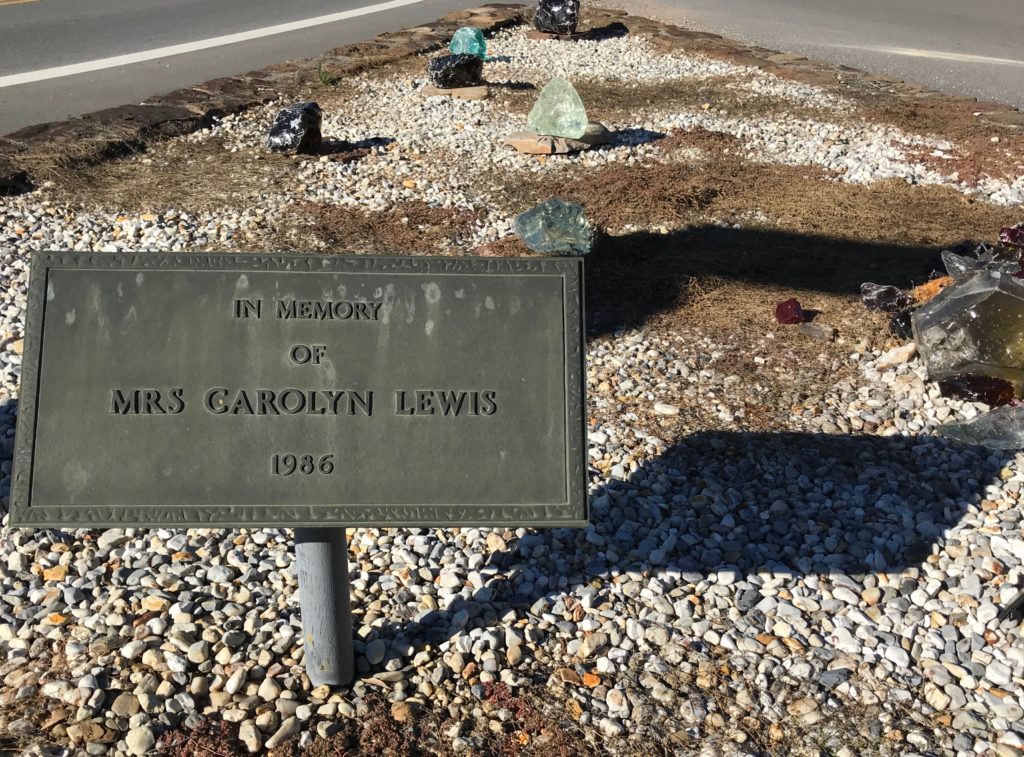 IN MEMORY
OF
MRS CAROLYN LEWIS
1986